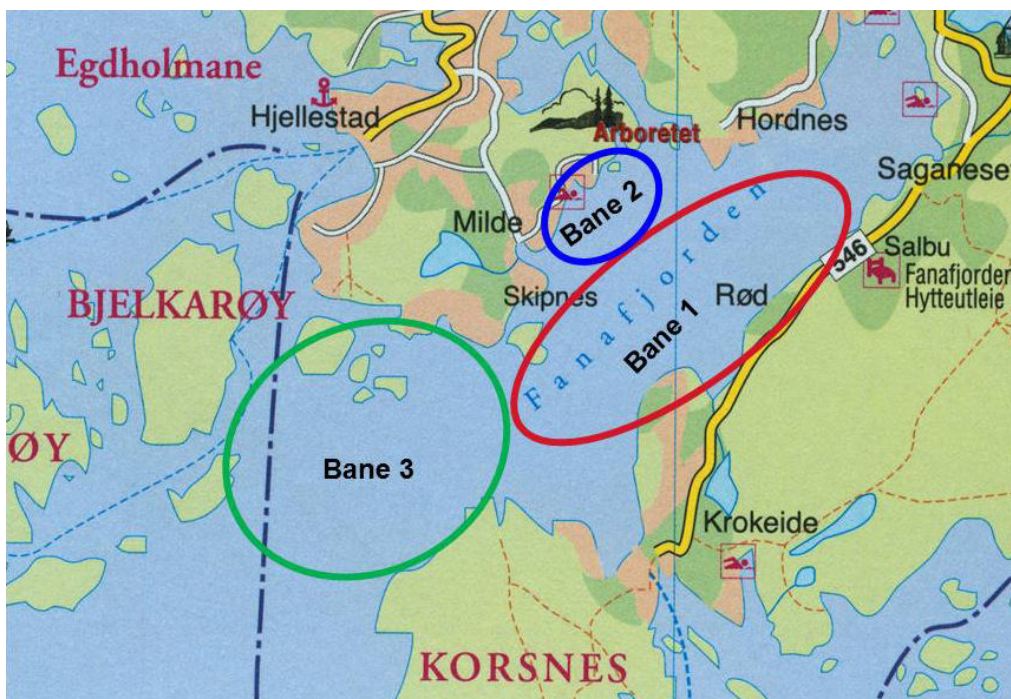 Egdholmane
Hjellestad
Arboretet
Hordnes
Saganeset
Milde
Bane 2
546
Salbu
Fanafjorden
Hytteutleie
BJELKARØY
Skipnes
Rød
Fanafjorden
Bane 1
ØY
Bane 3
Krokeide
KORSNES